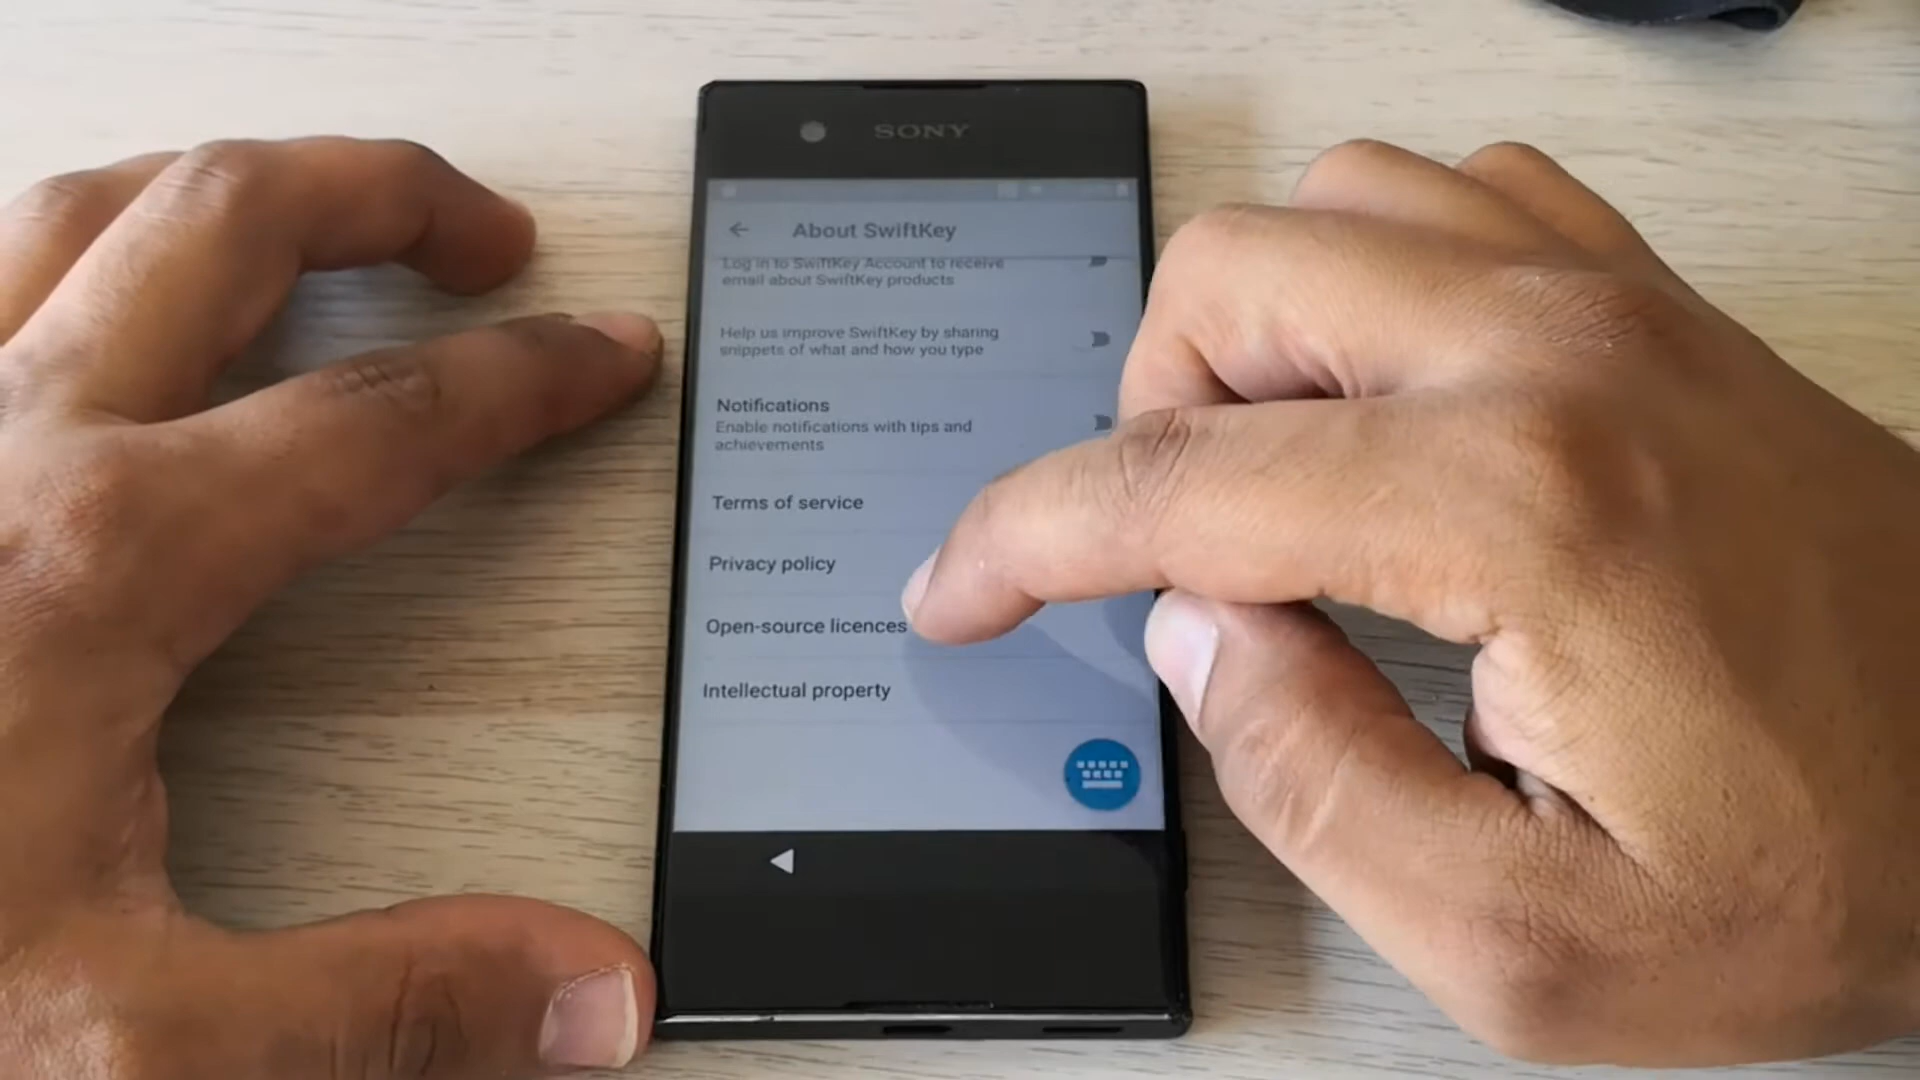 SONY
About SwiftKey
Log in to SwiftKey Account to receive
email about SwiftKey products
Help us improve SwiftKey by sharing
snippets of what and how you type
Notifications
Enable notifications with tips and
achievements
Terms of service
Privacy policy
Open-source licences
Intellectual property